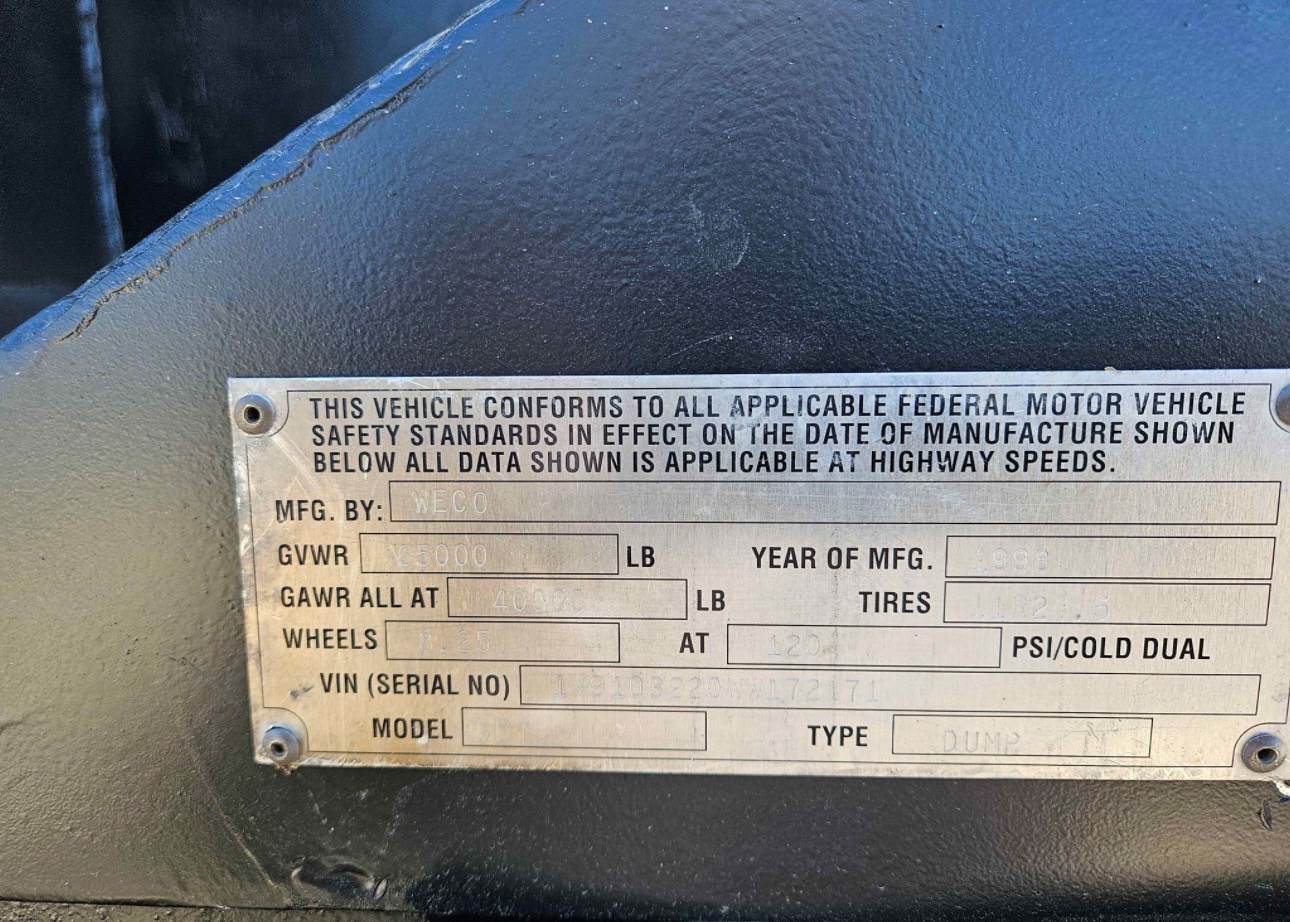 THIS VEHICLE CONFORMS TO ALL APPLICABLE FEDERAL MOTOR VEHICLE
SAFETY STANDARDS IN EFFECT ON THE DATE OF MANUFACTURE SHOWN
BELOW ALL DATA SHOWN IS APPLICABLE AT HIGHWAY SPEEDS.
MFG. BY: WECO
GVWR LB YEAR OF MFG.
GAWR ALL AT LB TIRES
WHEELS AT 120 PSI/COLD DUAL
VIN (SERIAL NO)
MODEL TYPE DUMP